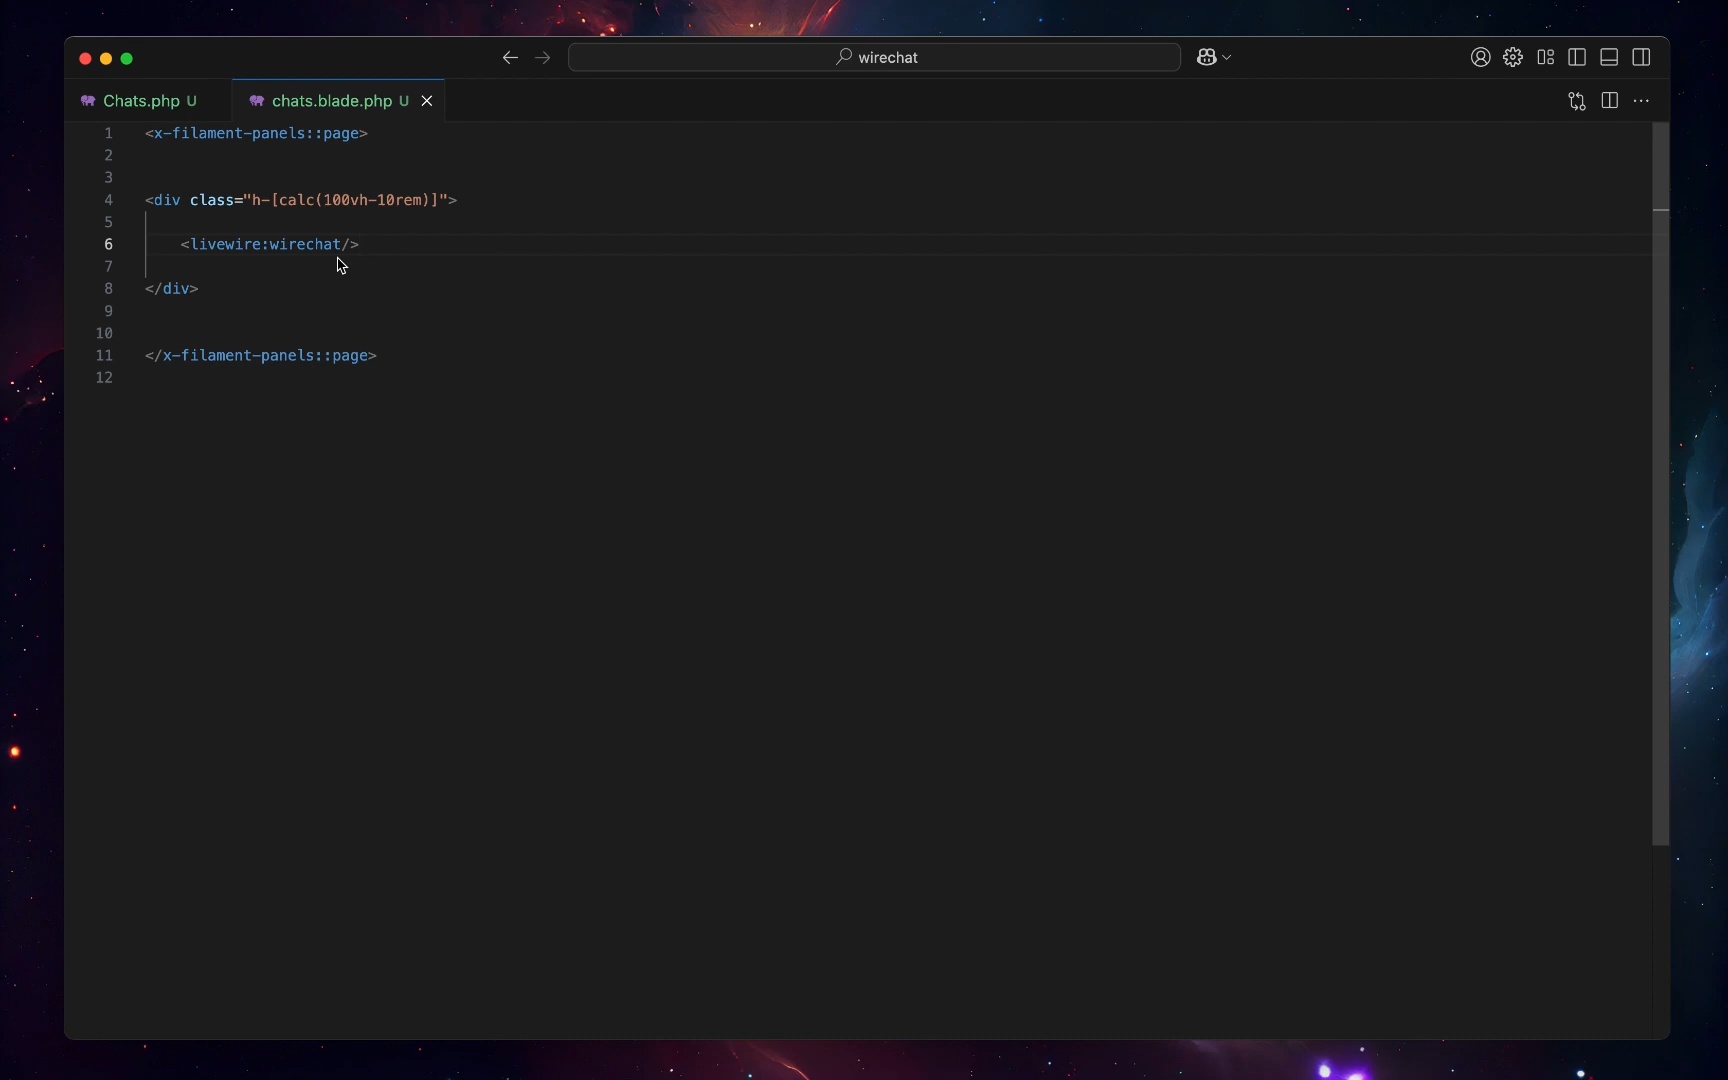 wirechat
Chats.php U
chats.blade.php U
1 <x-filament-panels::page>
2
3
4 <div class="h-[calc(100vh-10rem)]">
5
6 <livewire:wirechat/>
7
8 </div>
9
10
11 </x-filament-panels::page>
12